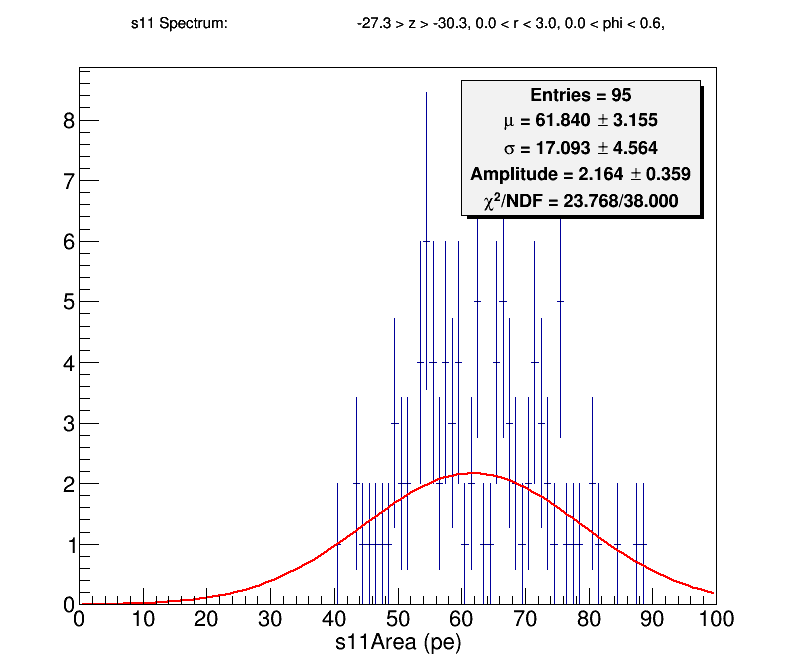 s11 Spectrum: -27.3 > z > -30.3, 0.0 < r < 3.0, 0.0 < phi < 0.6,
Entries = 95
μ = 61.840 ± 3.155
σ = 17.093 ± 4.564
Amplitude = 2.164 ± 0.359
χ²/NDF = 23.768/38.000
8
7
6
5
4
3
2
1
0
0 10 20 30 40 50 60 70 80 90 100
s11Area (pe)